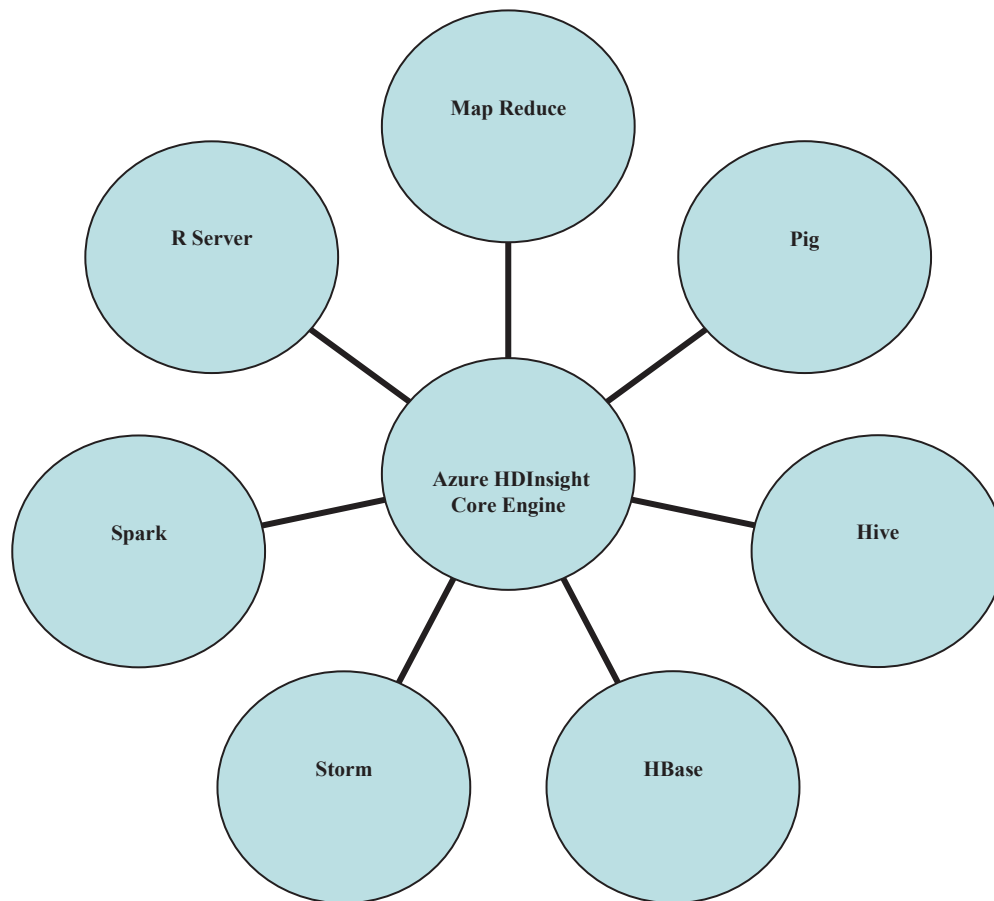 Map Reduce
R Server
Pig
Azure HDInsight
Core Engine
Spark
Hive
Storm
HBase